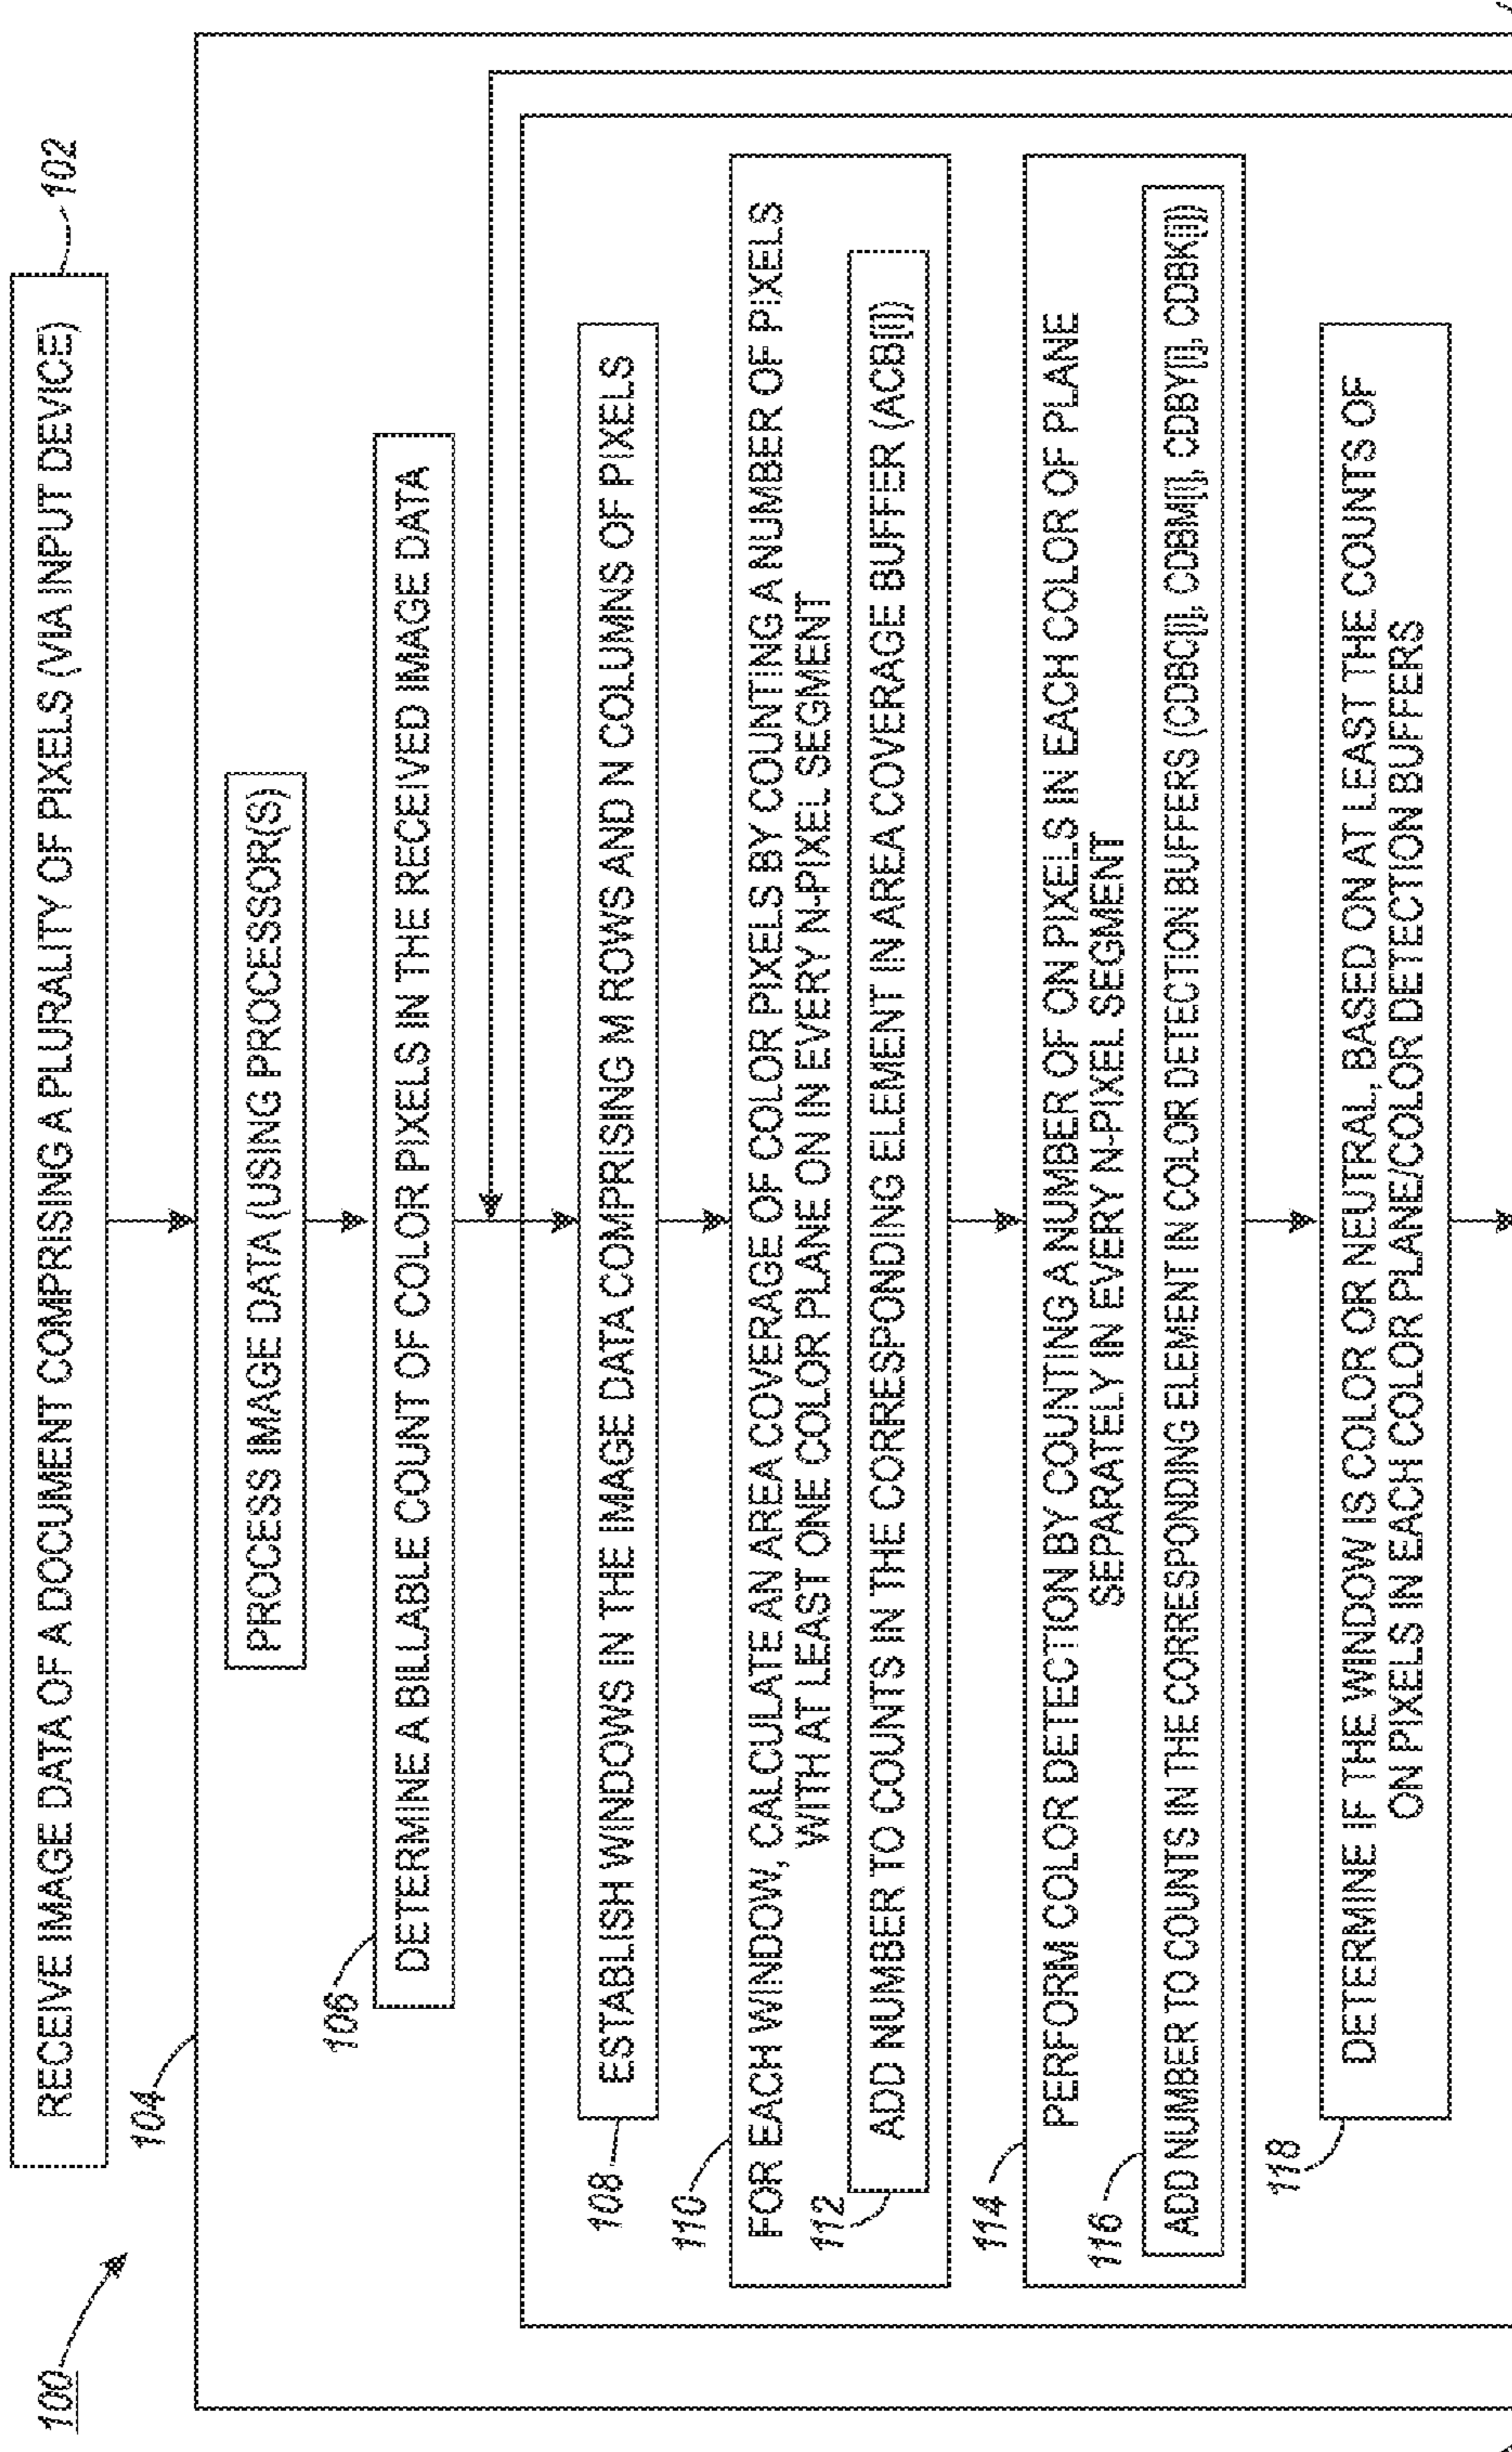 100
RECEIVE IMAGE DATA OF A DOCUMENT COMPRISING A PLURALITY OF PIXELS (VIA INPUT DEVICE)
102
104
PROCESS IMAGE DATA (USING PROCESSOR(S)
106
DETERMINE A BILLABLE COUNT OF COLOR PIXELS IN THE RECEIVED IMAGE DATA
108
ESTABLISH WINDOWS IN THE IMAGE DATA COMPRISING M ROWS AND N COLUMNS OF PIXELS
110
FOR EACH WINDOW, CALCULATE AN AREA COVERAGE OF COLOR PIXELS BY COUNTING A NUMBER OF PIXELS
WITH AT LEAST ONE COLOR PLANE ON IN EVERY N-PIXEL SEGMENT
112
ADD NUMBER TO COUNTS IN THE CORRESPONDING ELEMENT IN AREA COVERAGE BUFFER (ACB[I])
114
PERFORM COLOR DETECTION BY COUNTING A NUMBER OF ON PIXELS IN EACH COLOR OF PLANE
SEPARATELY IN EVERY N-PIXEL SEGMENT
116
ADD NUMBER TO COUNTS IN THE CORRESPONDING ELEMENT IN COLOR DETECTION BUFFERS (CDBC[I], CDBM[I], CDBY[I], CDBK[I])
118
DETERMINE IF THE WINDOW IS COLOR OR NEUTRAL, BASED ON AT LEAST THE COUNTS OF
ON PIXELS IN EACH COLOR PLANE/COLOR DETECTION BUFFERS